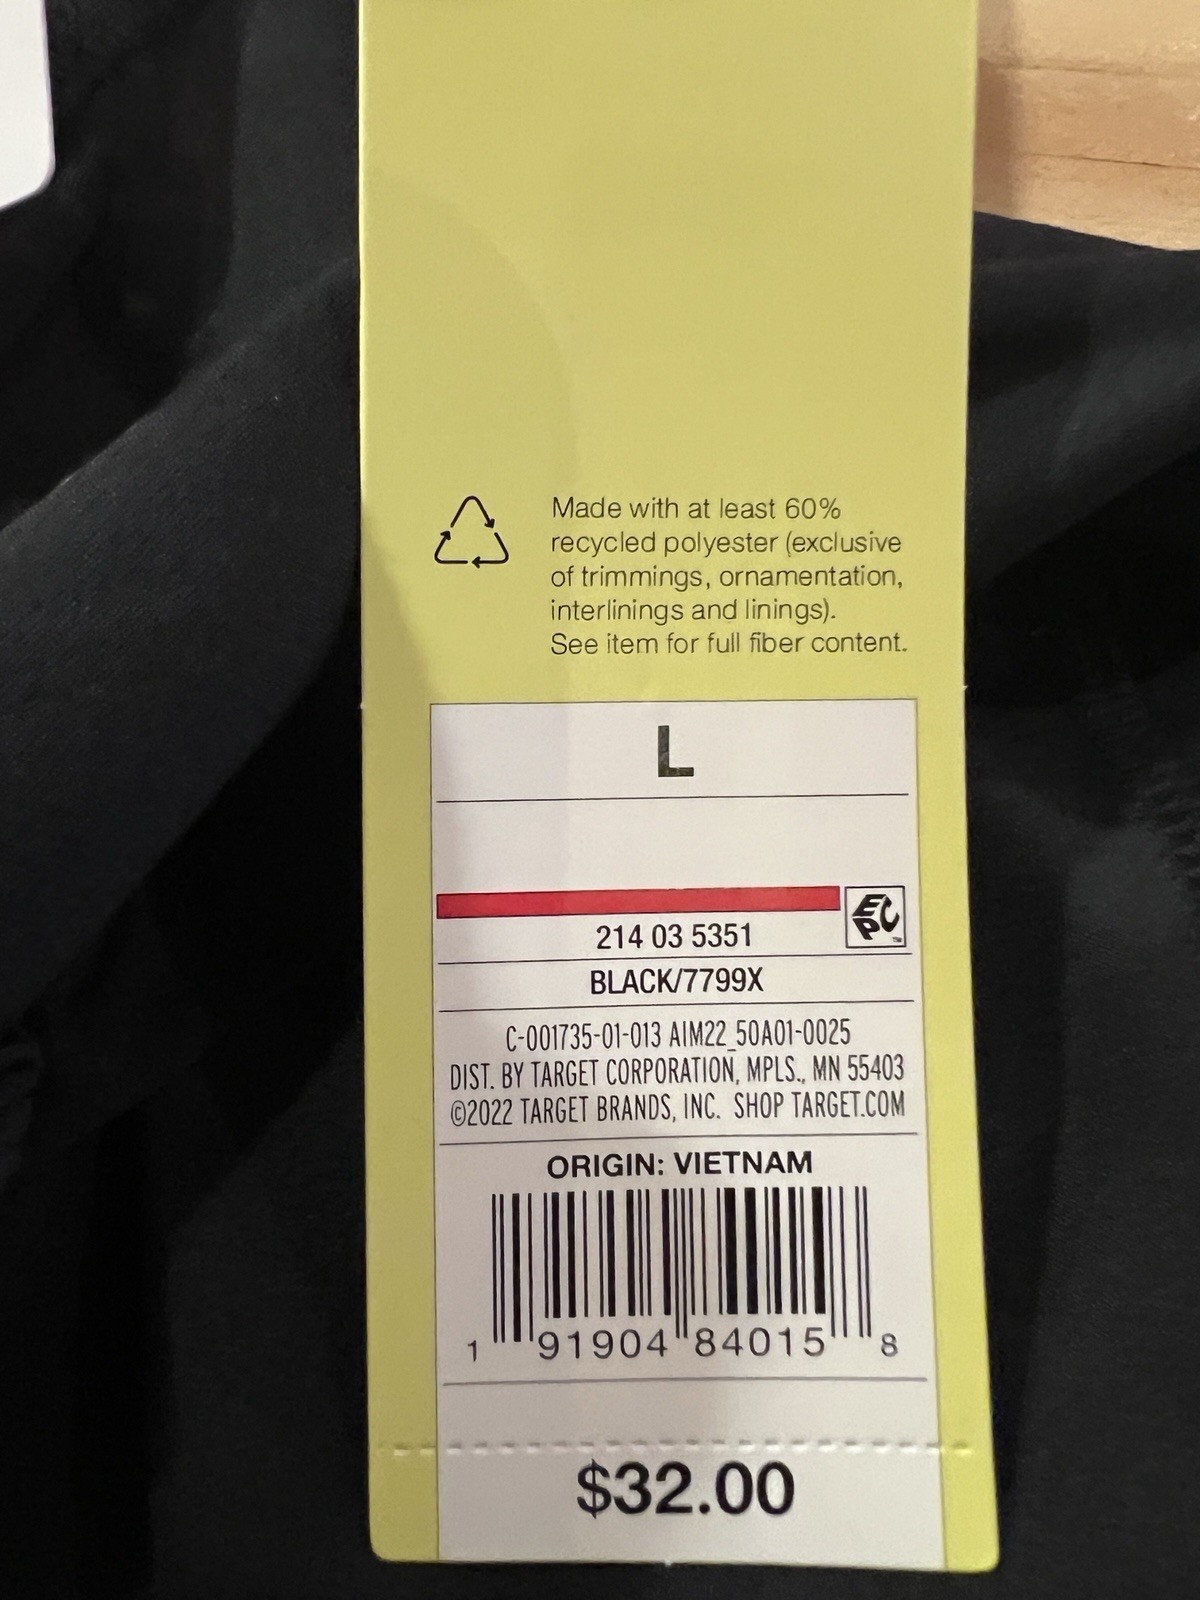 Made with at least 60%
recycled polyester (exclusive
of trimmings, ornamentation,
interlinings and linings).
See item for full fiber content.
L
EPC™
214 03 5351
BLACK/7799X
C-001735-01-013 AIM22_50A01-0025
DIST. BY TARGET CORPORATION, MPLS., MN 55403
©2022 TARGET BRANDS, INC. SHOP TARGET.COM
ORIGIN: VIETNAM
1 91904 84015 8
$32.00